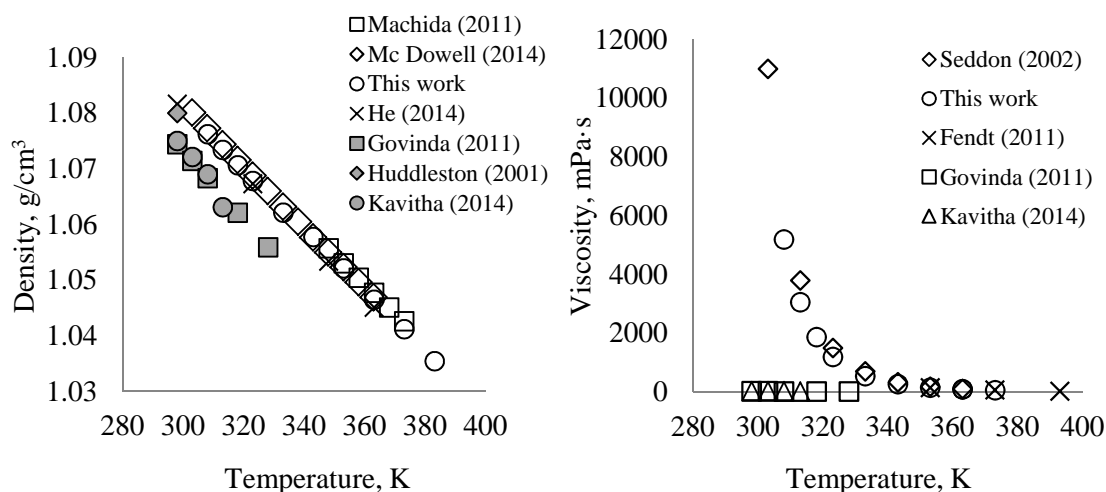 Machida (2011)
Mc Dowell (2014)
This work
He (2014)
Govinda (2011)
Huddleston (2001)
Kavitha (2014)
1.09
1.08
1.07
1.06
1.05
1.04
1.03
Density, g/cm³
280 300 320 340 360 380 400
Temperature, K
Seddon (2002)
This work
Fendt (2011)
Govinda (2011)
Kavitha (2014)
12000
10000
8000
6000
4000
2000
0
Viscosity, mPa·s
280 300 320 340 360 380 400
Temperature, K